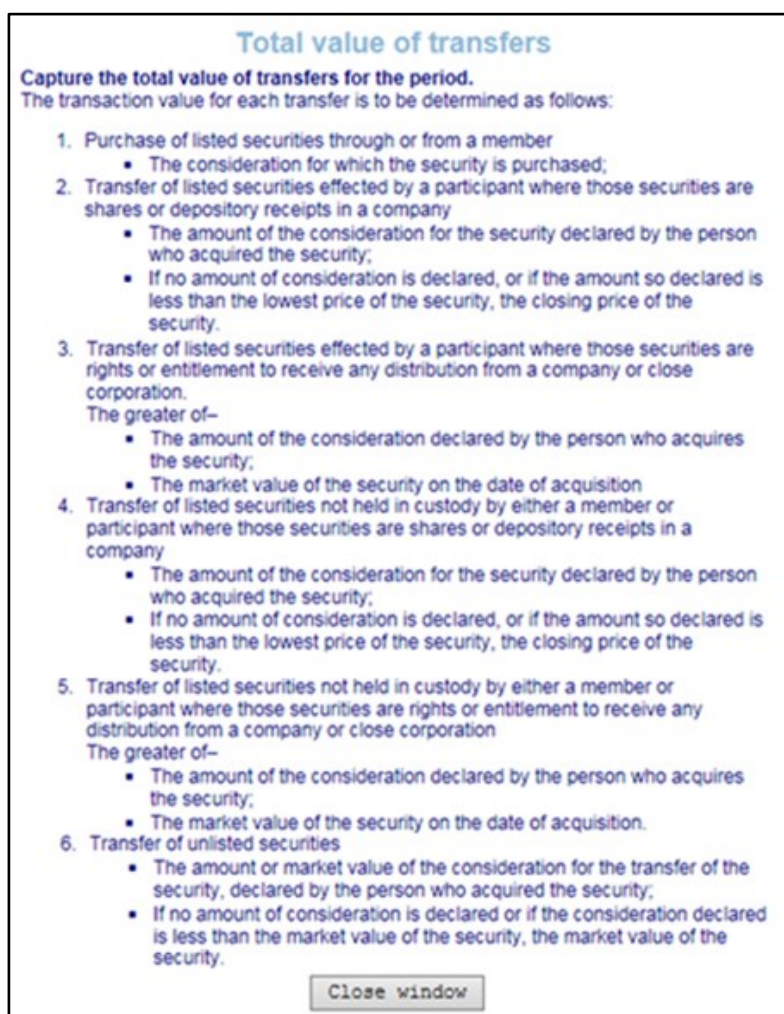 Total value of transfers
Capture the total value of transfers for the period.
The transaction value for each transfer is to be determined as follows:
1. Purchase of listed securities through or from a member
▪ The consideration for which the security is purchased;
2. Transfer of listed securities effected by a participant where those securities are
shares or depository receipts in a company
▪ The amount of the consideration for the security declared by the person
who acquired the security;
▪ If no amount of consideration is declared, or if the amount so declared is
less than the lowest price of the security, the closing price of the
security.
3. Transfer of listed securities effected by a participant where those securities are
rights or entitlement to receive any distribution from a company or close
corporation.
The greater of–
▪ The amount of the consideration declared by the person who acquires
the security;
▪ The market value of the security on the date of acquisition
4. Transfer of listed securities not held in custody by either a member or
participant where those securities are shares or depository receipts in a
company
▪ The amount of the consideration for the security declared by the person
who acquired the security;
▪ If no amount of consideration is declared, or if the amount so declared is
less than the lowest price of the security, the closing price of the
security.
5. Transfer of listed securities not held in custody by either a member or
participant where those securities are rights or entitlement to receive any
distribution from a company or close corporation
The greater of–
▪ The amount of the consideration declared by the person who acquires
the security;
▪ The market value of the security on the date of acquisition.
6. Transfer of unlisted securities
▪ The amount or market value of the consideration for the transfer of the
security, declared by the person who acquired the security;
▪ If no amount of consideration is declared or if the consideration declared
is less than the market value of the security, the market value of the
security.
Close window